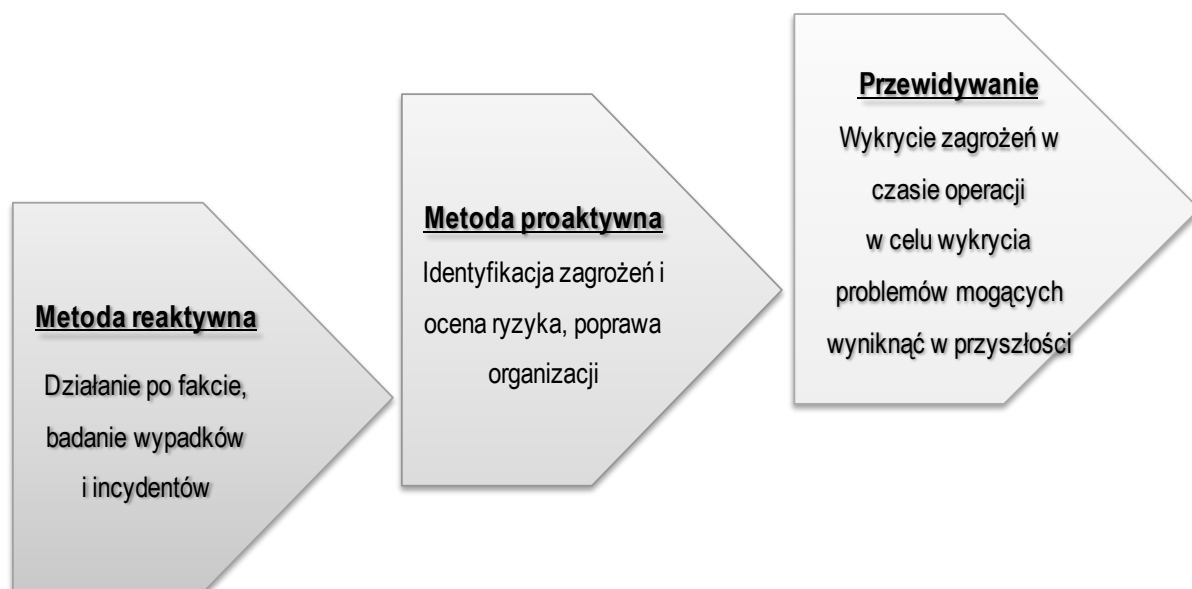 Metoda reaktywna
Działanie po fakcie,
badanie wypadków
i incydentów
Metoda proaktywna
Identyfikacja zagrożeń i
ocena ryzyka, poprawa
organizacji
Przewidywanie
Wykrycie zagrożeń w
czasie operacji
w celu wykrycia
problemów mogących
wyniknąć w przyszłości